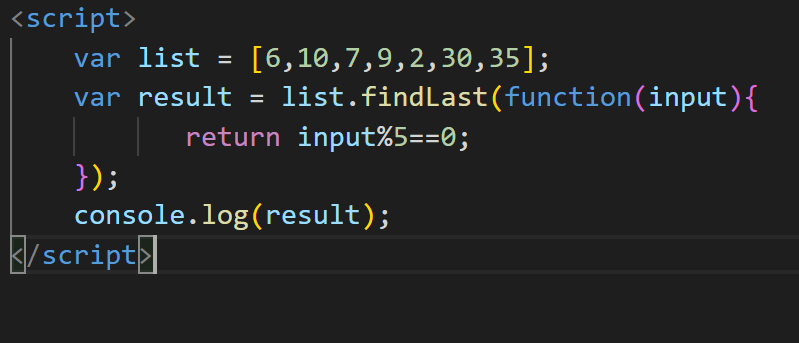 <script>
    var list = [6,10,7,9,2,30,35];
    var result = list.findLast(function(input){
           return input%5==0;
    });
    console.log(result);
</script>